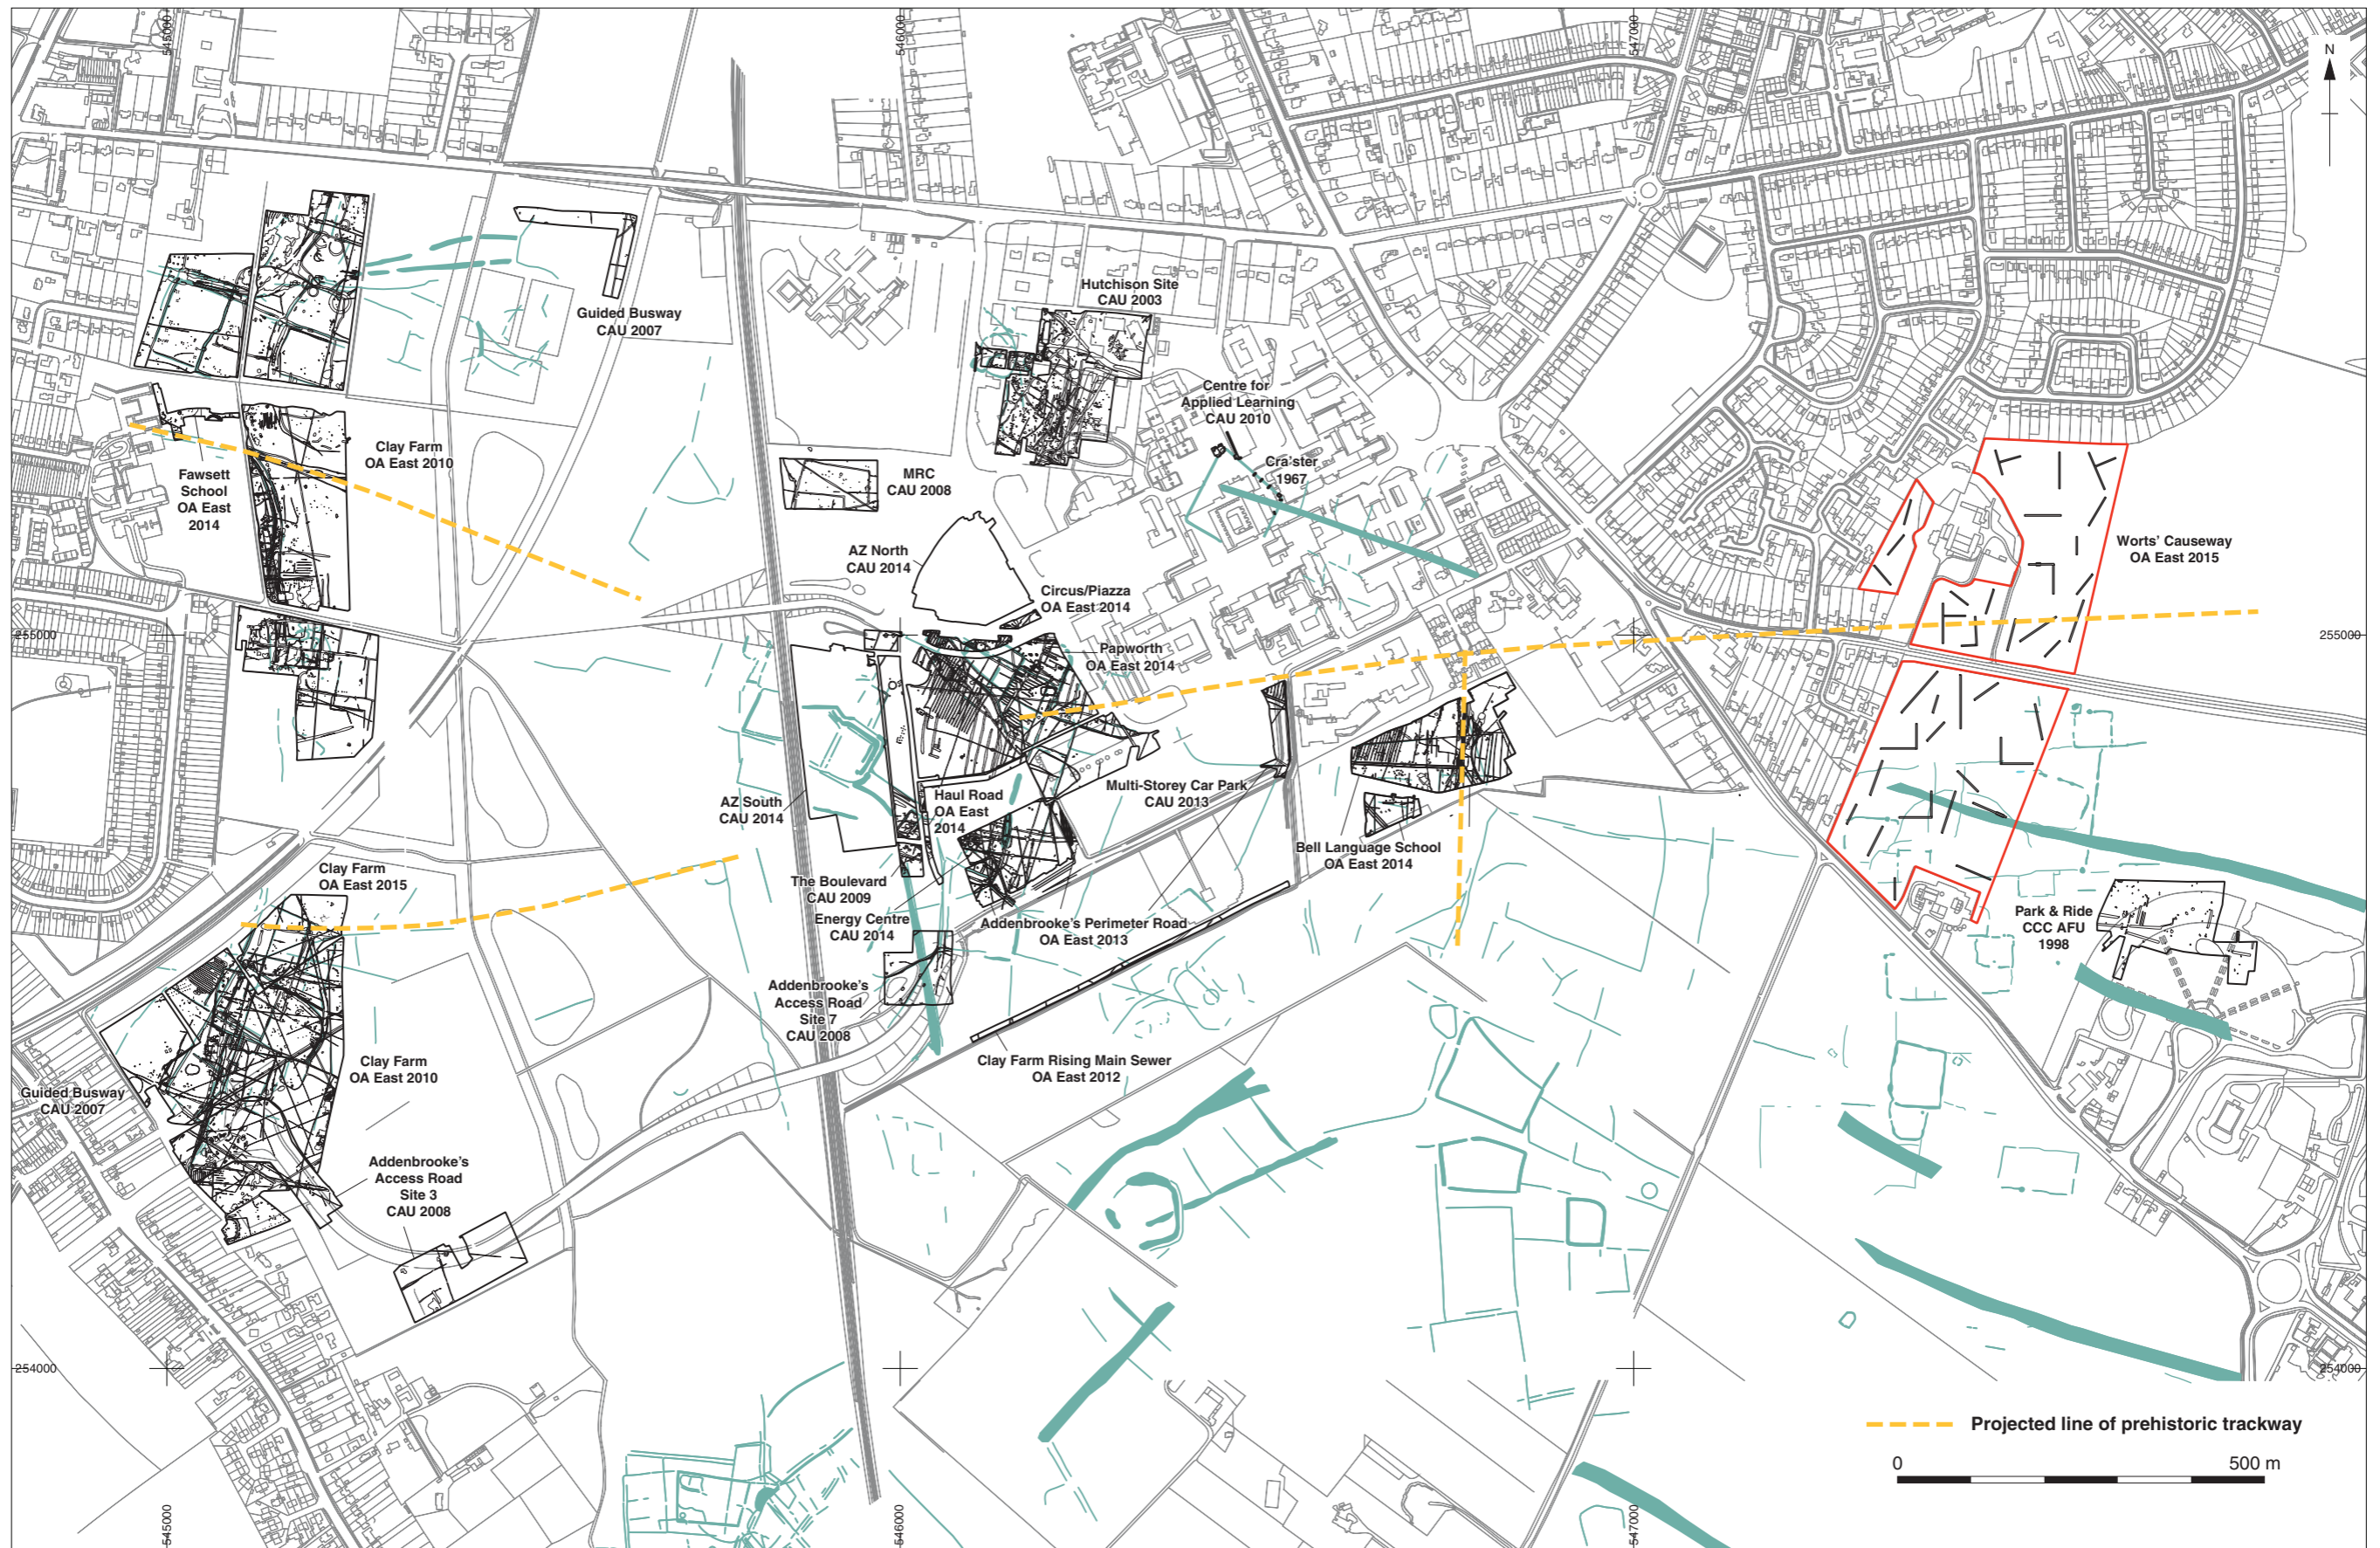 545000
546000
547000
N
Hutchison Site
CAU 2003
Guided Busway
CAU 2007
Centre for
Applied Learning
CAU 2010
Clay Farm
OA East 2010
Cra'ster
1967
Fawsett
School
OA East
2014
MRC
CAU 2008
Worts' Causeway
OA East 2015
AZ North
CAU 2014
Circus/Piazza
OA East 2014
255000
255000
Papworth
OA East 2014
Haul Road
OA East
2014
Multi-Storey Car Park
CAU 2013
AZ South
CAU 2014
Bell Language School
OA East 2014
Clay Farm
OA East 2015
The Boulevard
CAU 2009
Energy Centre
CAU 2014
Addenbrooke's Perimeter Road
OA East 2013
Park & Ride
CCC AFU
1998
Addenbrooke's
Access Road
Site 7
CAU 2008
Clay Farm
OA East 2010
Clay Farm Rising Main Sewer
OA East 2012
Guided Busway
CAU 2007
Addenbrooke's
Access Road
Site 3
CAU 2008
254000
254000
Projected line of prehistoric trackway
0
500 m
545000
546000
547000